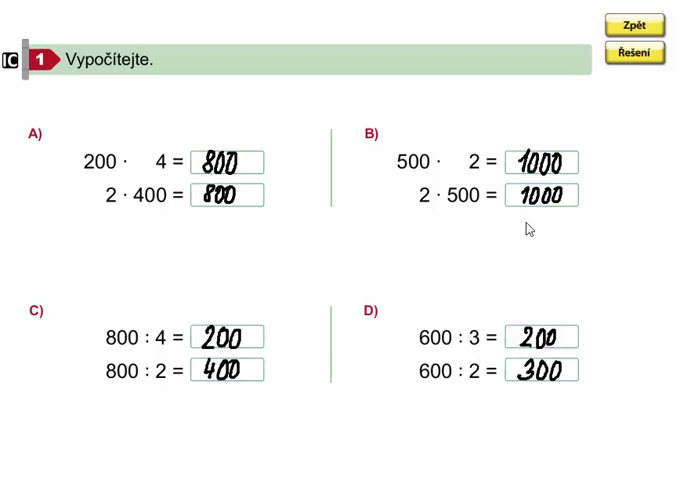 Zpět
Řešení
1 Vypočítejte.
A)
200 · 4 = 800
2 · 400 = 800
B)
500 · 2 = 1000
2 · 500 = 1000
C)
800 : 4 = 200
800 : 2 = 400
D)
600 : 3 = 200
600 : 2 = 300